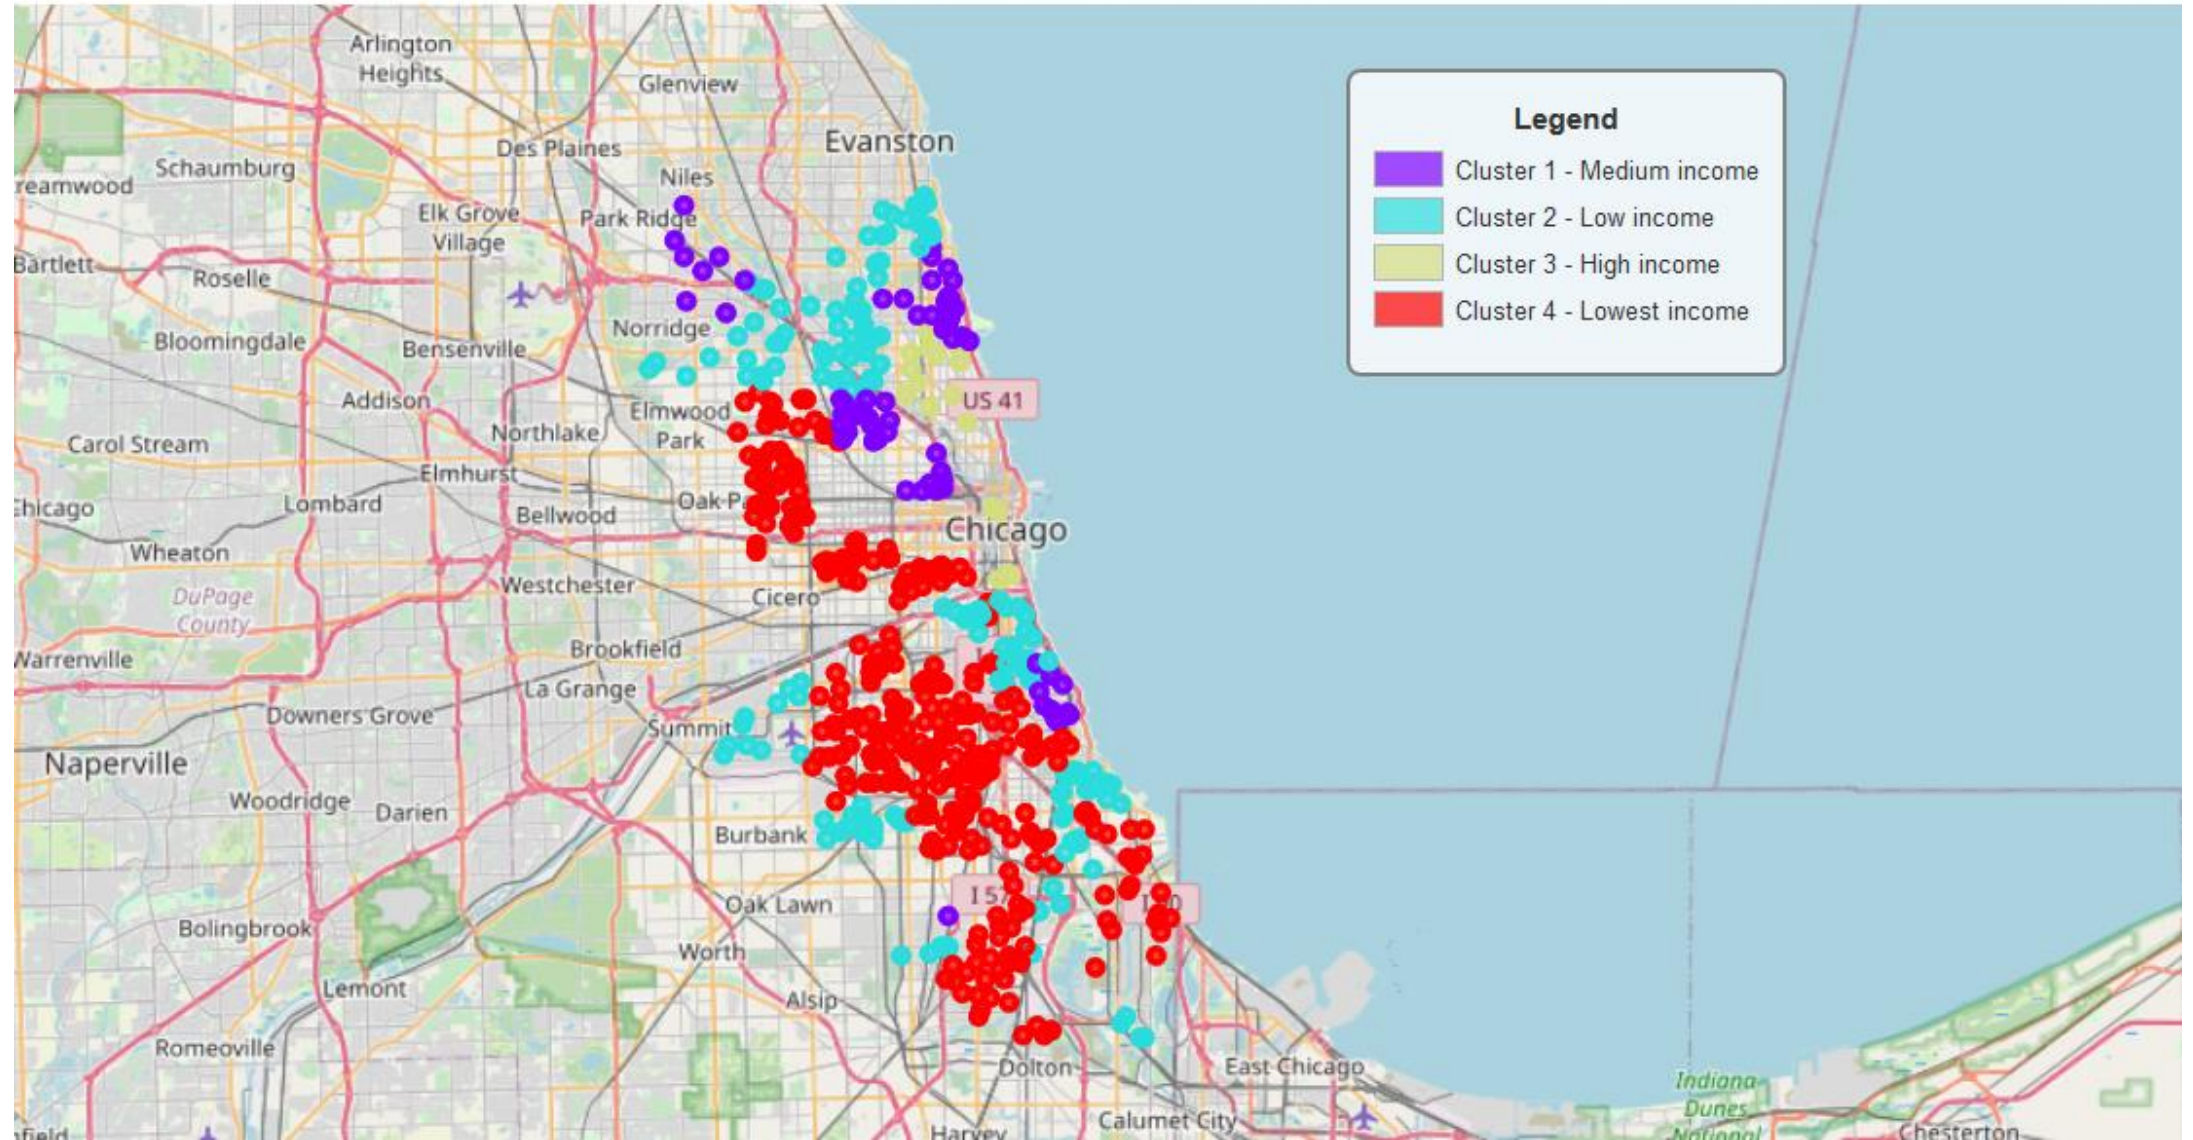 Arlington
Heights
Glenview
Evanston
Des Plaines
Schaumburg
Niles
reamwood
Elk Grove
Village
Park Ridge
Bartlett
Roselle
Norridge
Bloomingdale
Bensenville
Addison
Elmwood
Park
US 41
Northlake
Carol Stream
Elmhurst
Lombard
Oak P
Chicago
Bellwood
Chicago
Wheaton
Westchester
Cicero
DuPage
County
Brookfield
Warrenville
La Grange
Downers Grove
Summit
Naperville
Woodridge
Darien
Burbank
I 57
Oak Lawn
Bolingbrook
Worth
Lemont
Alsip
Romeoville
Dolton
East Chicago
Calumet City
Harvey
Indiana
Dunes
National
Chesterton
nfield
Legend
Cluster 1 - Medium income
Cluster 2 - Low income
Cluster 3 - High income
Cluster 4 - Lowest income